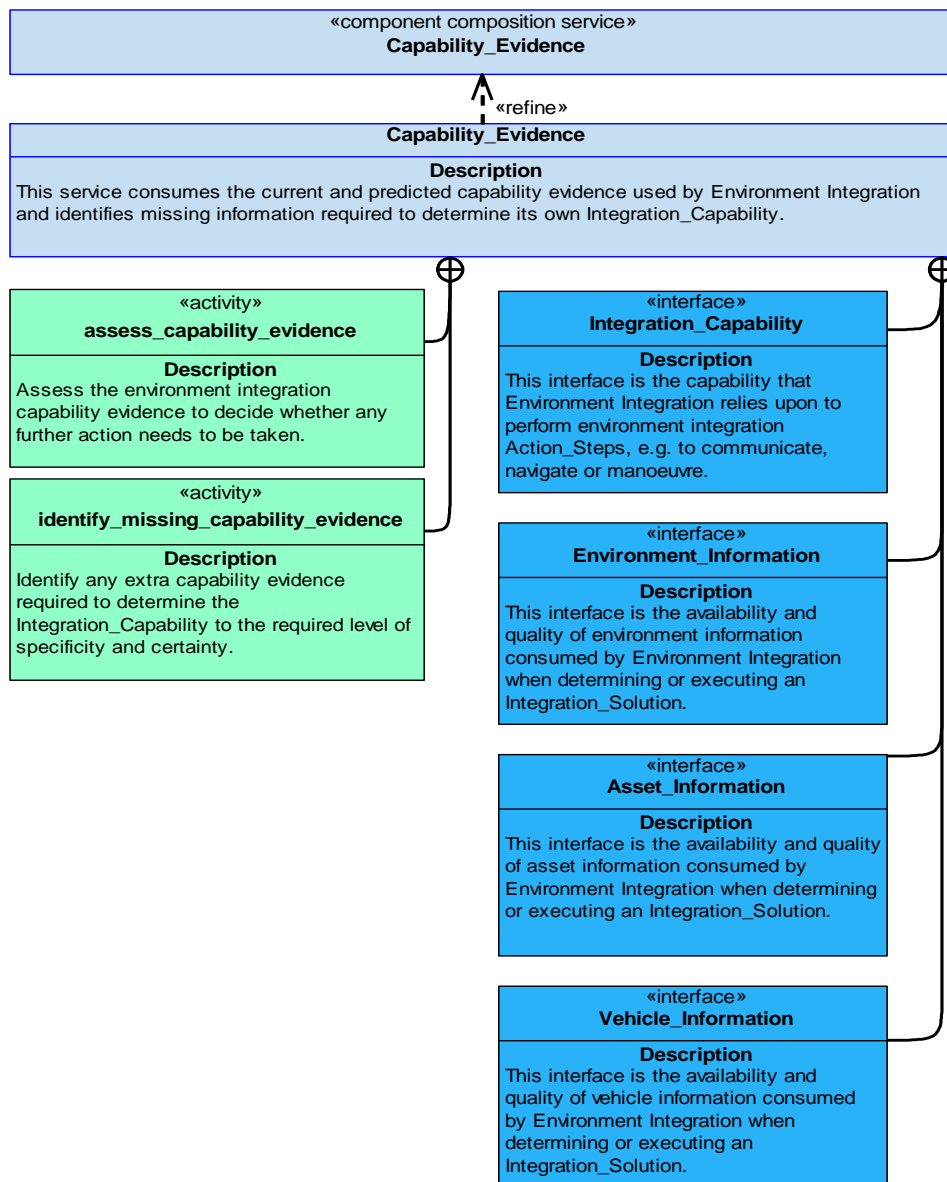 «component composition service»
Capability_Evidence
«refine»
Capability_Evidence
Description
This service consumes the current and predicted capability evidence used by Environment Integration
and identifies missing information required to determine its own Integration_Capability.
«activity»
assess_capability_evidence
Description
Assess the environment integration
capability evidence to decide whether any
further action needs to be taken.
«activity»
identify_missing_capability_evidence
Description
Identify any extra capability evidence
required to determine the
Integration_Capability to the required level of
specificity and certainty.
«interface»
Integration_Capability
Description
This interface is the capability that
Environment Integration relies upon to
perform environment integration
Action_Steps, e.g. to communicate,
navigate or manoeuvre.
«interface»
Environment_Information
Description
This interface is the availability and
quality of environment information
consumed by Environment Integration
when determining or executing an
Integration_Solution.
«interface»
Asset_Information
Description
This interface is the availability and quality
of asset information consumed by
Environment Integration when determining
or executing an Integration_Solution.
«interface»
Vehicle_Information
Description
This interface is the availability and
quality of vehicle information consumed
by Environment Integration when
determining or executing an
Integration_Solution.